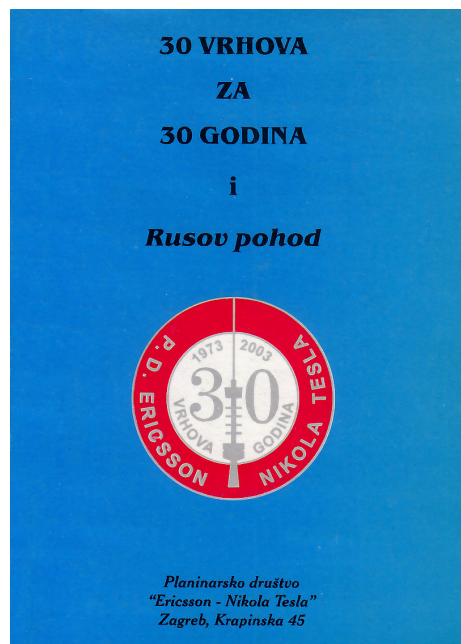 30 VRHOVA
ZA
30 GODINA
i
Rusov pohod
P. D. ERICSSON NIKOLA TESLA
1973 2003
30
VRHOVA GODINA
Planinarsko društvo
“Ericsson - Nikola Tesla”
Zagreb, Krapinska 45